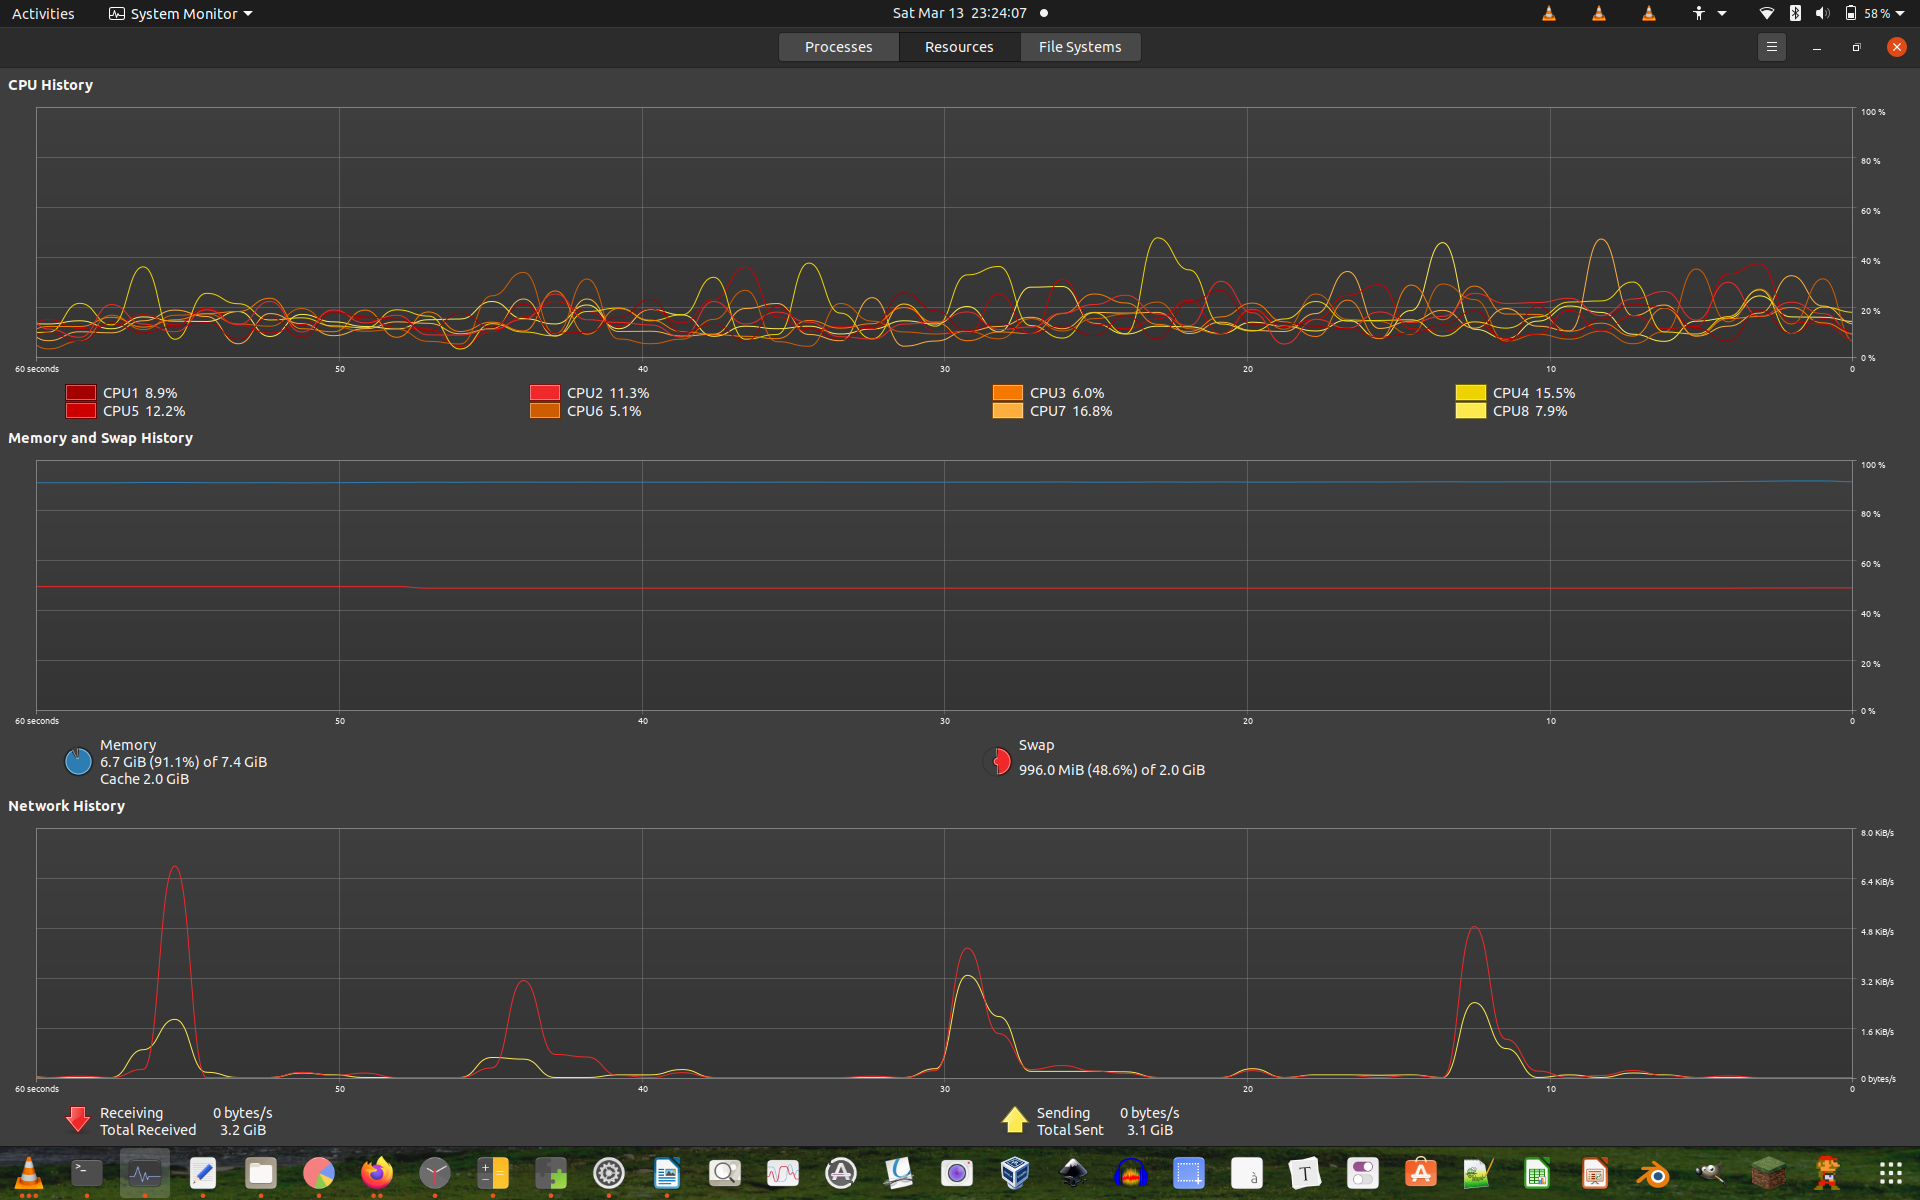 Activities System Monitor Sat Mar 13 23:24:07 58 %
Processes Resources File Systems
CPU History
100 %
80 %
60 %
40 %
20 %
0 %
60 seconds 50 40 30 20 10 0
CPU1 8.9% CPU2 11.3% CPU3 6.0% CPU4 15.5%
CPU5 12.2% CPU6 5.1% CPU7 16.8% CPU8 7.9%
Memory and Swap History
100 %
80 %
60 %
40 %
20 %
0 %
60 seconds 50 40 30 20 10 0
Memory
6.7 GiB (91.1%) of 7.4 GiB
Cache 2.0 GiB
Swap
996.0 MiB (48.6%) of 2.0 GiB
Network History
8.0 KiB/s
6.4 KiB/s
4.8 KiB/s
3.2 KiB/s
1.6 KiB/s
0 bytes/s
60 seconds 50 40 30 20 10 0
Receiving 0 bytes/s
Total Received 3.2 GiB
Sending 0 bytes/s
Total Sent 3.1 GiB